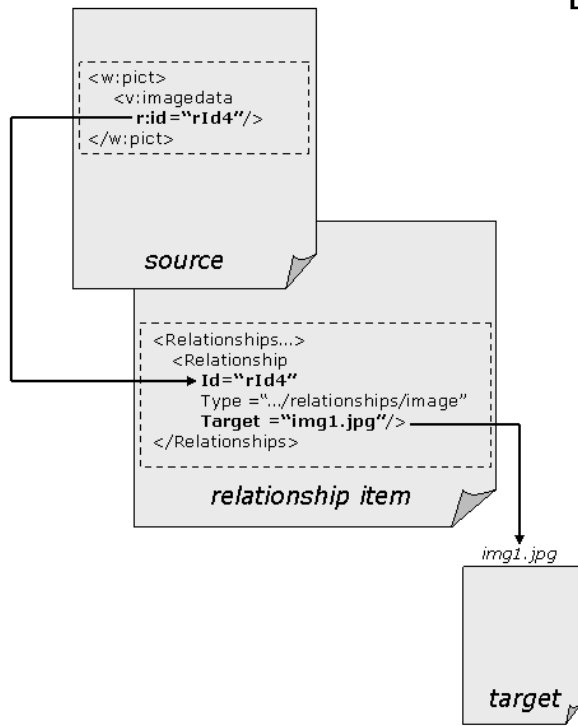 <w:pict>
<v:imagedata
r:id=“rId4”/>
</w:pict>
source
<Relationships...>
<Relationship
Id=“rId4”
Type =“.../relationships/image”
Target =“img1.jpg”/>
</Relationships>
relationship item
img1.jpg
target